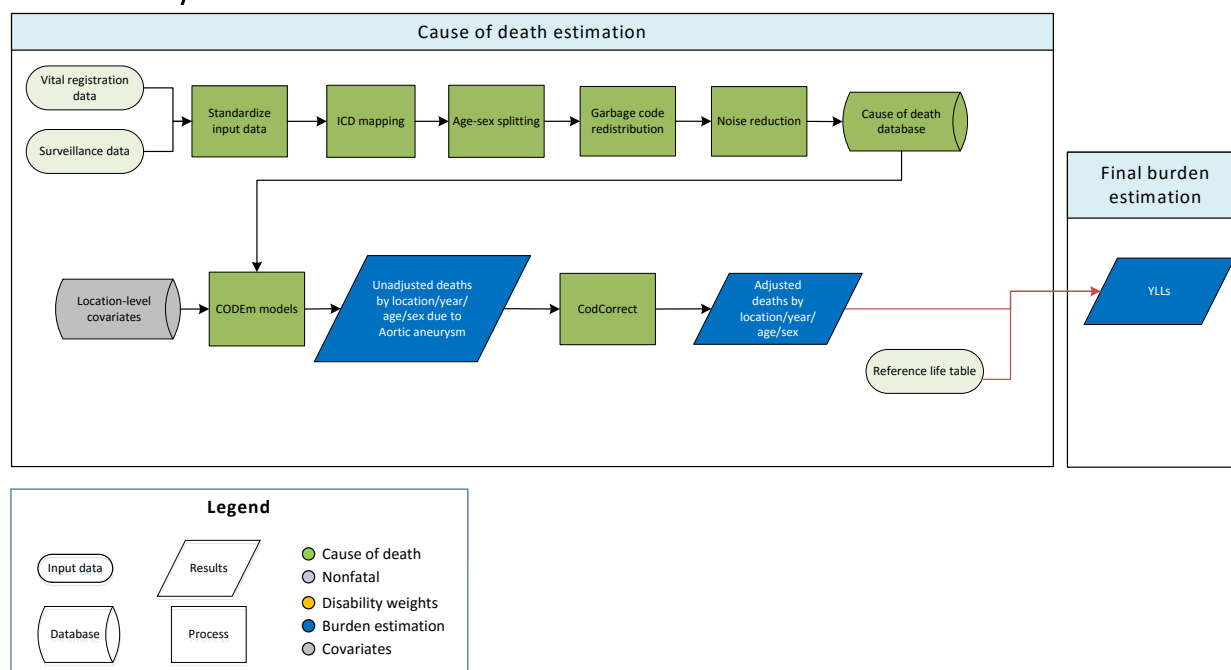 Cause of death estimation
Vital registration
data
Surveillance data
Standardize
input data
ICD mapping
Age-sex splitting
Garbage code
redistribution
Noise reduction
Cause of death
database
Location-level
covariates
CODEm models
Unadjusted deaths
by location/year/
age/sex due to
Aortic aneurysm
CodCorrect
Adjusted
deaths by
location/year/
age/sex
Reference life table
Final burden
estimation
YLLs
Legend
Input data
Results
Database
Process
Cause of death
Nonfatal
Disability weights
Burden estimation
Covariates